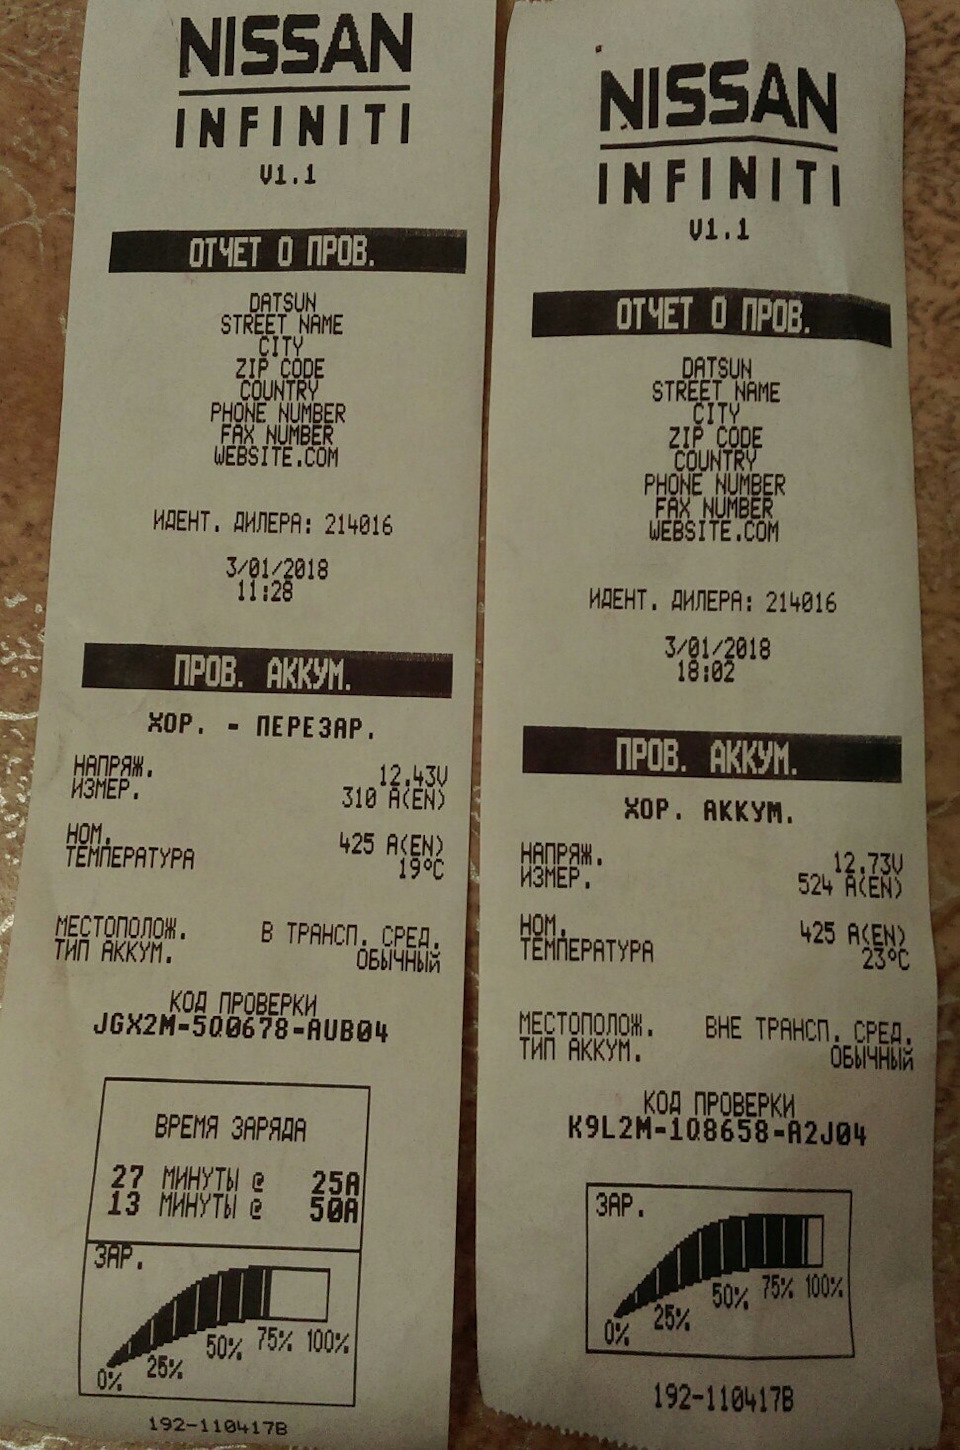 NISSAN
INFINITI
V1.1
ОТЧЕТ О ПРОВ.
DATSUN
STREET NAME
CITY
ZIP CODE
COUNTRY
PHONE NUMBER
FAX NUMBER
WEBSITE.COM
ИДЕНТ. ДИЛЕРА: 214016
3/01/2018
11:28
ПРОВ. АККУМ.
ХОР. - ПЕРЕЗАР.
НАПРЯЖ. 12.43V
ИЗМЕР. 310 A(EN)
НОМ. 425 A(EN)
ТЕМПЕРАТУРА 19°C
МЕСТОПОЛОЖ. В ТРАНСП. СРЕД.
ТИП АККУМ. ОБЫЧНЫЙ
КОД ПРОВЕРКИ
JGX2M-5Q0678-AUB04
ВРЕМЯ ЗАРЯДА
27 МИНУТЫ @ 25A
13 МИНУТЫ @ 50A
ЗАР.
0% 25% 50% 75% 100%
192-110417B
NISSAN
INFINITI
V1.1
ОТЧЕТ О ПРОВ.
DATSUN
STREET NAME
CITY
ZIP CODE
COUNTRY
PHONE NUMBER
FAX NUMBER
WEBSITE.COM
ИДЕНТ. ДИЛЕРА: 214016
3/01/2018
18:02
ПРОВ. АККУМ.
ХОР. АККУМ.
НАПРЯЖ. 12.73V
ИЗМЕР. 524 A(EN)
НОМ. 425 A(EN)
ТЕМПЕРАТУРА 23°C
МЕСТОПОЛОЖ. ВНЕ ТРАНСП. СРЕД.
ТИП АККУМ. ОБЫЧНЫЙ
КОД ПРОВЕРКИ
K9L2M-1Q8658-A2J04
ЗАР.
0% 25% 50% 75% 100%
192-110417B